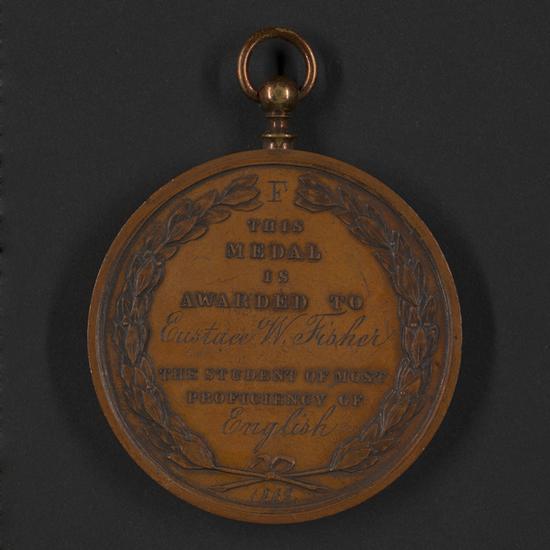 F
THIS
MEDAL
IS
AWARDED TO
Eustace W. Fisher
THE STUDENT OF MOST
PROFICIENCY OF
English